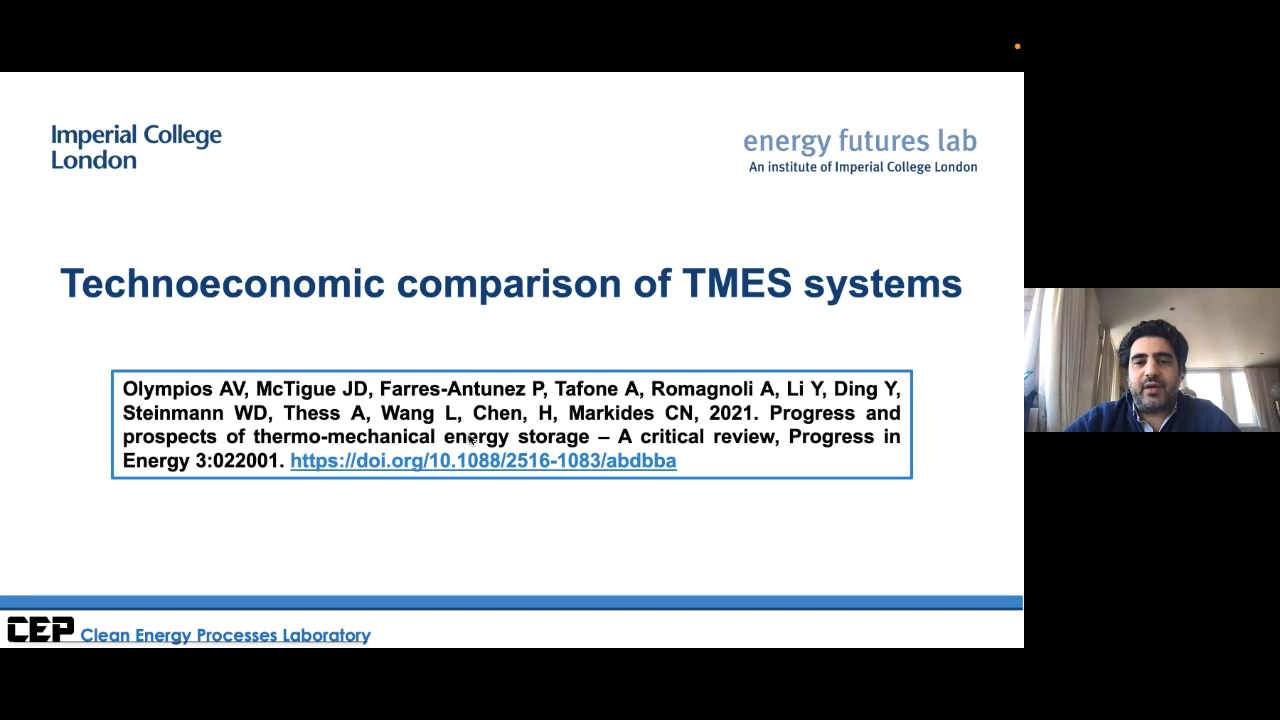 Imperial College
London
energy futures lab
An institute of Imperial College London
Technoeconomic comparison of TMES systems
Olympios AV, McTigue JD, Farres-Antunez P, Tafone A, Romagnoli A, Li Y, Ding Y,
Steinmann WD, Thess A, Wang L, Chen, H, Markides CN, 2021. Progress and
prospects of thermo-mechanical energy storage – A critical review, Progress in
Energy 3:022001. https://doi.org/10.1088/2516-1083/abdbba
CEP Clean Energy Processes Laboratory